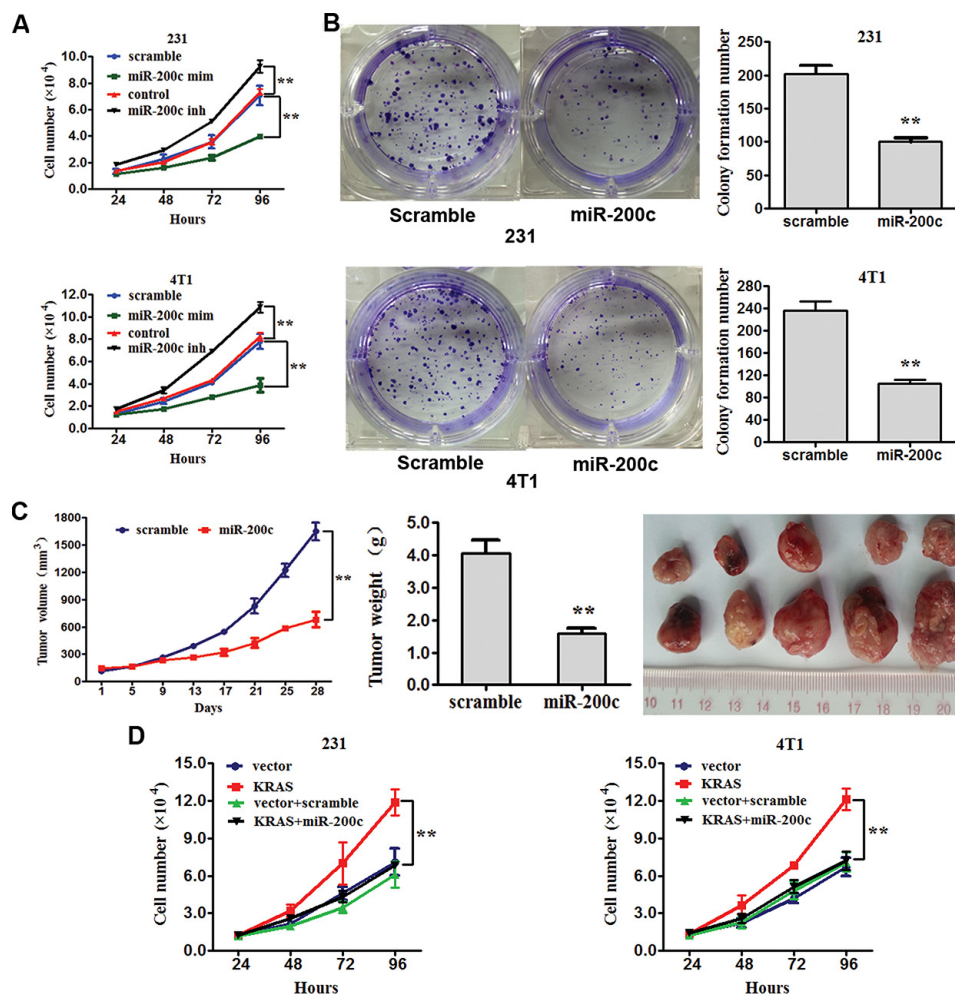 A
231
scramble
miR-200c mim
control
miR-200c inh
**
**
Cell number (×10⁻⁴)
10.0
8.0
6.0
4.0
2.0
0.0
24 48 72 96
Hours
4T1
scramble
miR-200c mim
control
miR-200c inh
**
**
Cell number (×10⁻⁴)
12.0
10.0
8.0
6.0
4.0
2.0
0.0
24 48 72 96
Hours
B
Scramble miR-200c
231
231
Colony formation number
250
200
150
100
50
0
**
scramble miR-200c
Scramble miR-200c
4T1
4T1
Colony formation number
280
240
200
160
120
80
40
0
**
scramble miR-200c
C
scramble miR-200c
**
Tumor volume (mm³)
1800
1500
1200
900
600
300
0
1 5 9 13 17 21 25 28
Days
Tumor weight (g)
5.0
4.0
3.0
2.0
1.0
0.0
**
scramble miR-200c
10 11 12 13 14 15 16 17 18 19 20
D
231
vector
KRAS
vector+scramble
KRAS+miR-200c
**
Cell number (×10⁻⁴)
15.0
12.0
9.0
6.0
3.0
0.0
24 48 72 96
Hours
4T1
vector
KRAS
vector+scramble
KRAS+miR-200c
**
Cell number (×10⁻⁴)
15.0
12.0
9.0
6.0
3.0
0.0
24 48 72 96
Hours